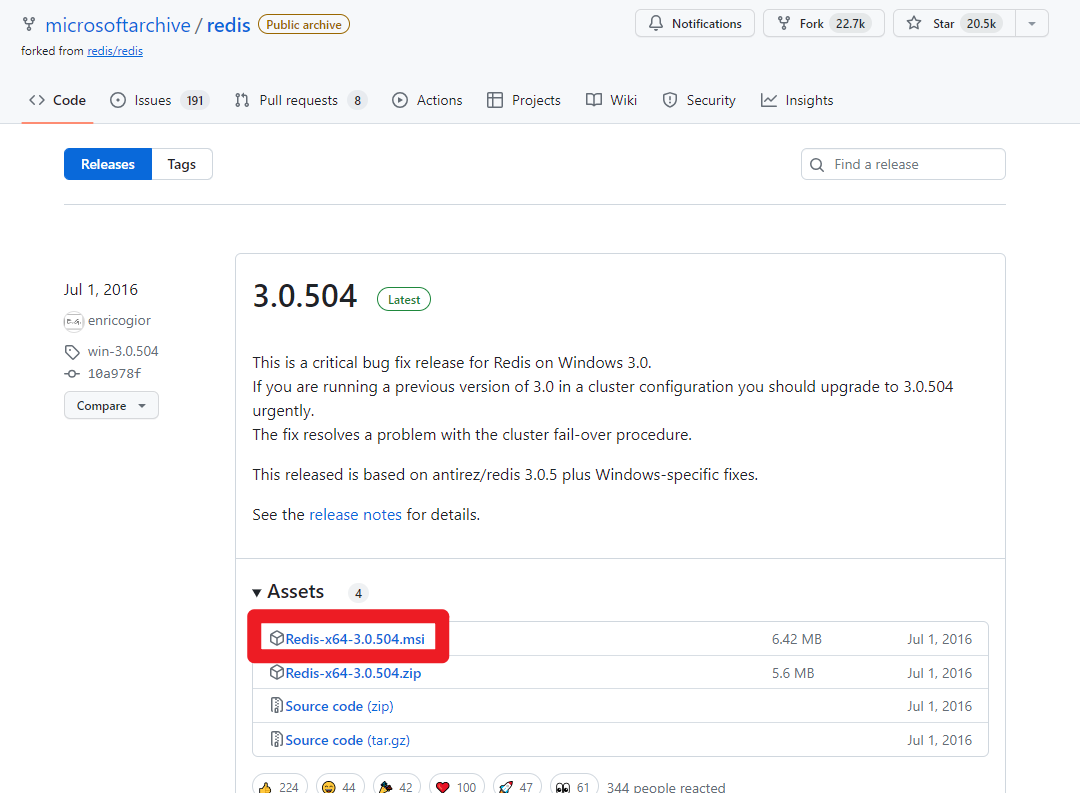 microsoftarchive / redis Public archive
Notifications Fork 22.7k Star 20.5k
forked from redis/redis
Code Issues 191 Pull requests 8 Actions Projects Wiki Security Insights
Releases Tags
Find a release
Jul 1, 2016
enricogior
win-3.0.504
10a978f
Compare
3.0.504 Latest
This is a critical bug fix release for Redis on Windows 3.0.
If you are running a previous version of 3.0 in a cluster configuration you should upgrade to 3.0.504
urgently.
The fix resolves a problem with the cluster fail-over procedure.
This released is based on antirez/redis 3.0.5 plus Windows-specific fixes.
See the release notes for details.
Assets 4
Redis-x64-3.0.504.msi 6.42 MB Jul 1, 2016
Redis-x64-3.0.504.zip 5.6 MB Jul 1, 2016
Source code (zip) Jul 1, 2016
Source code (tar.gz) Jul 1, 2016
224 44 42 100 47 61 344 people reacted